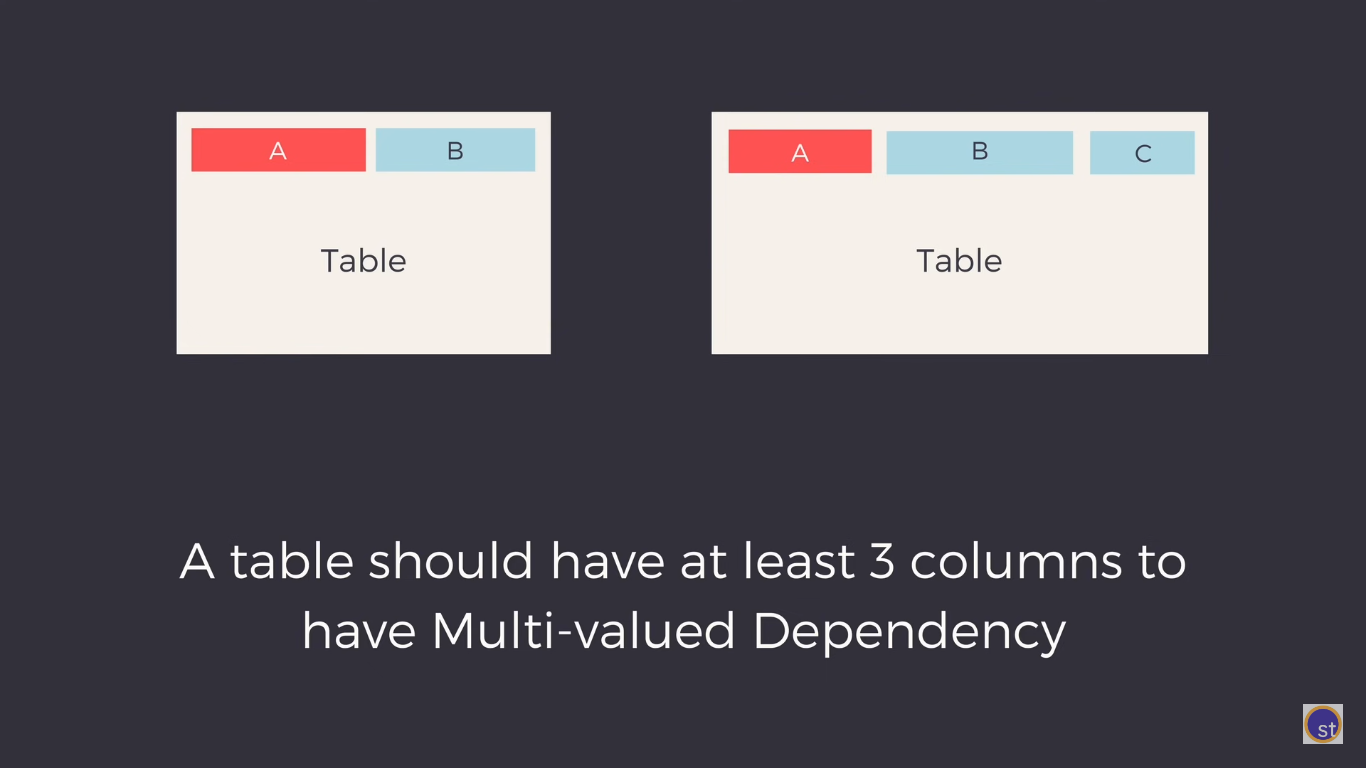 A B
A B C
Table
Table
A table should have at least 3 columns to
have Multi-valued Dependency
st